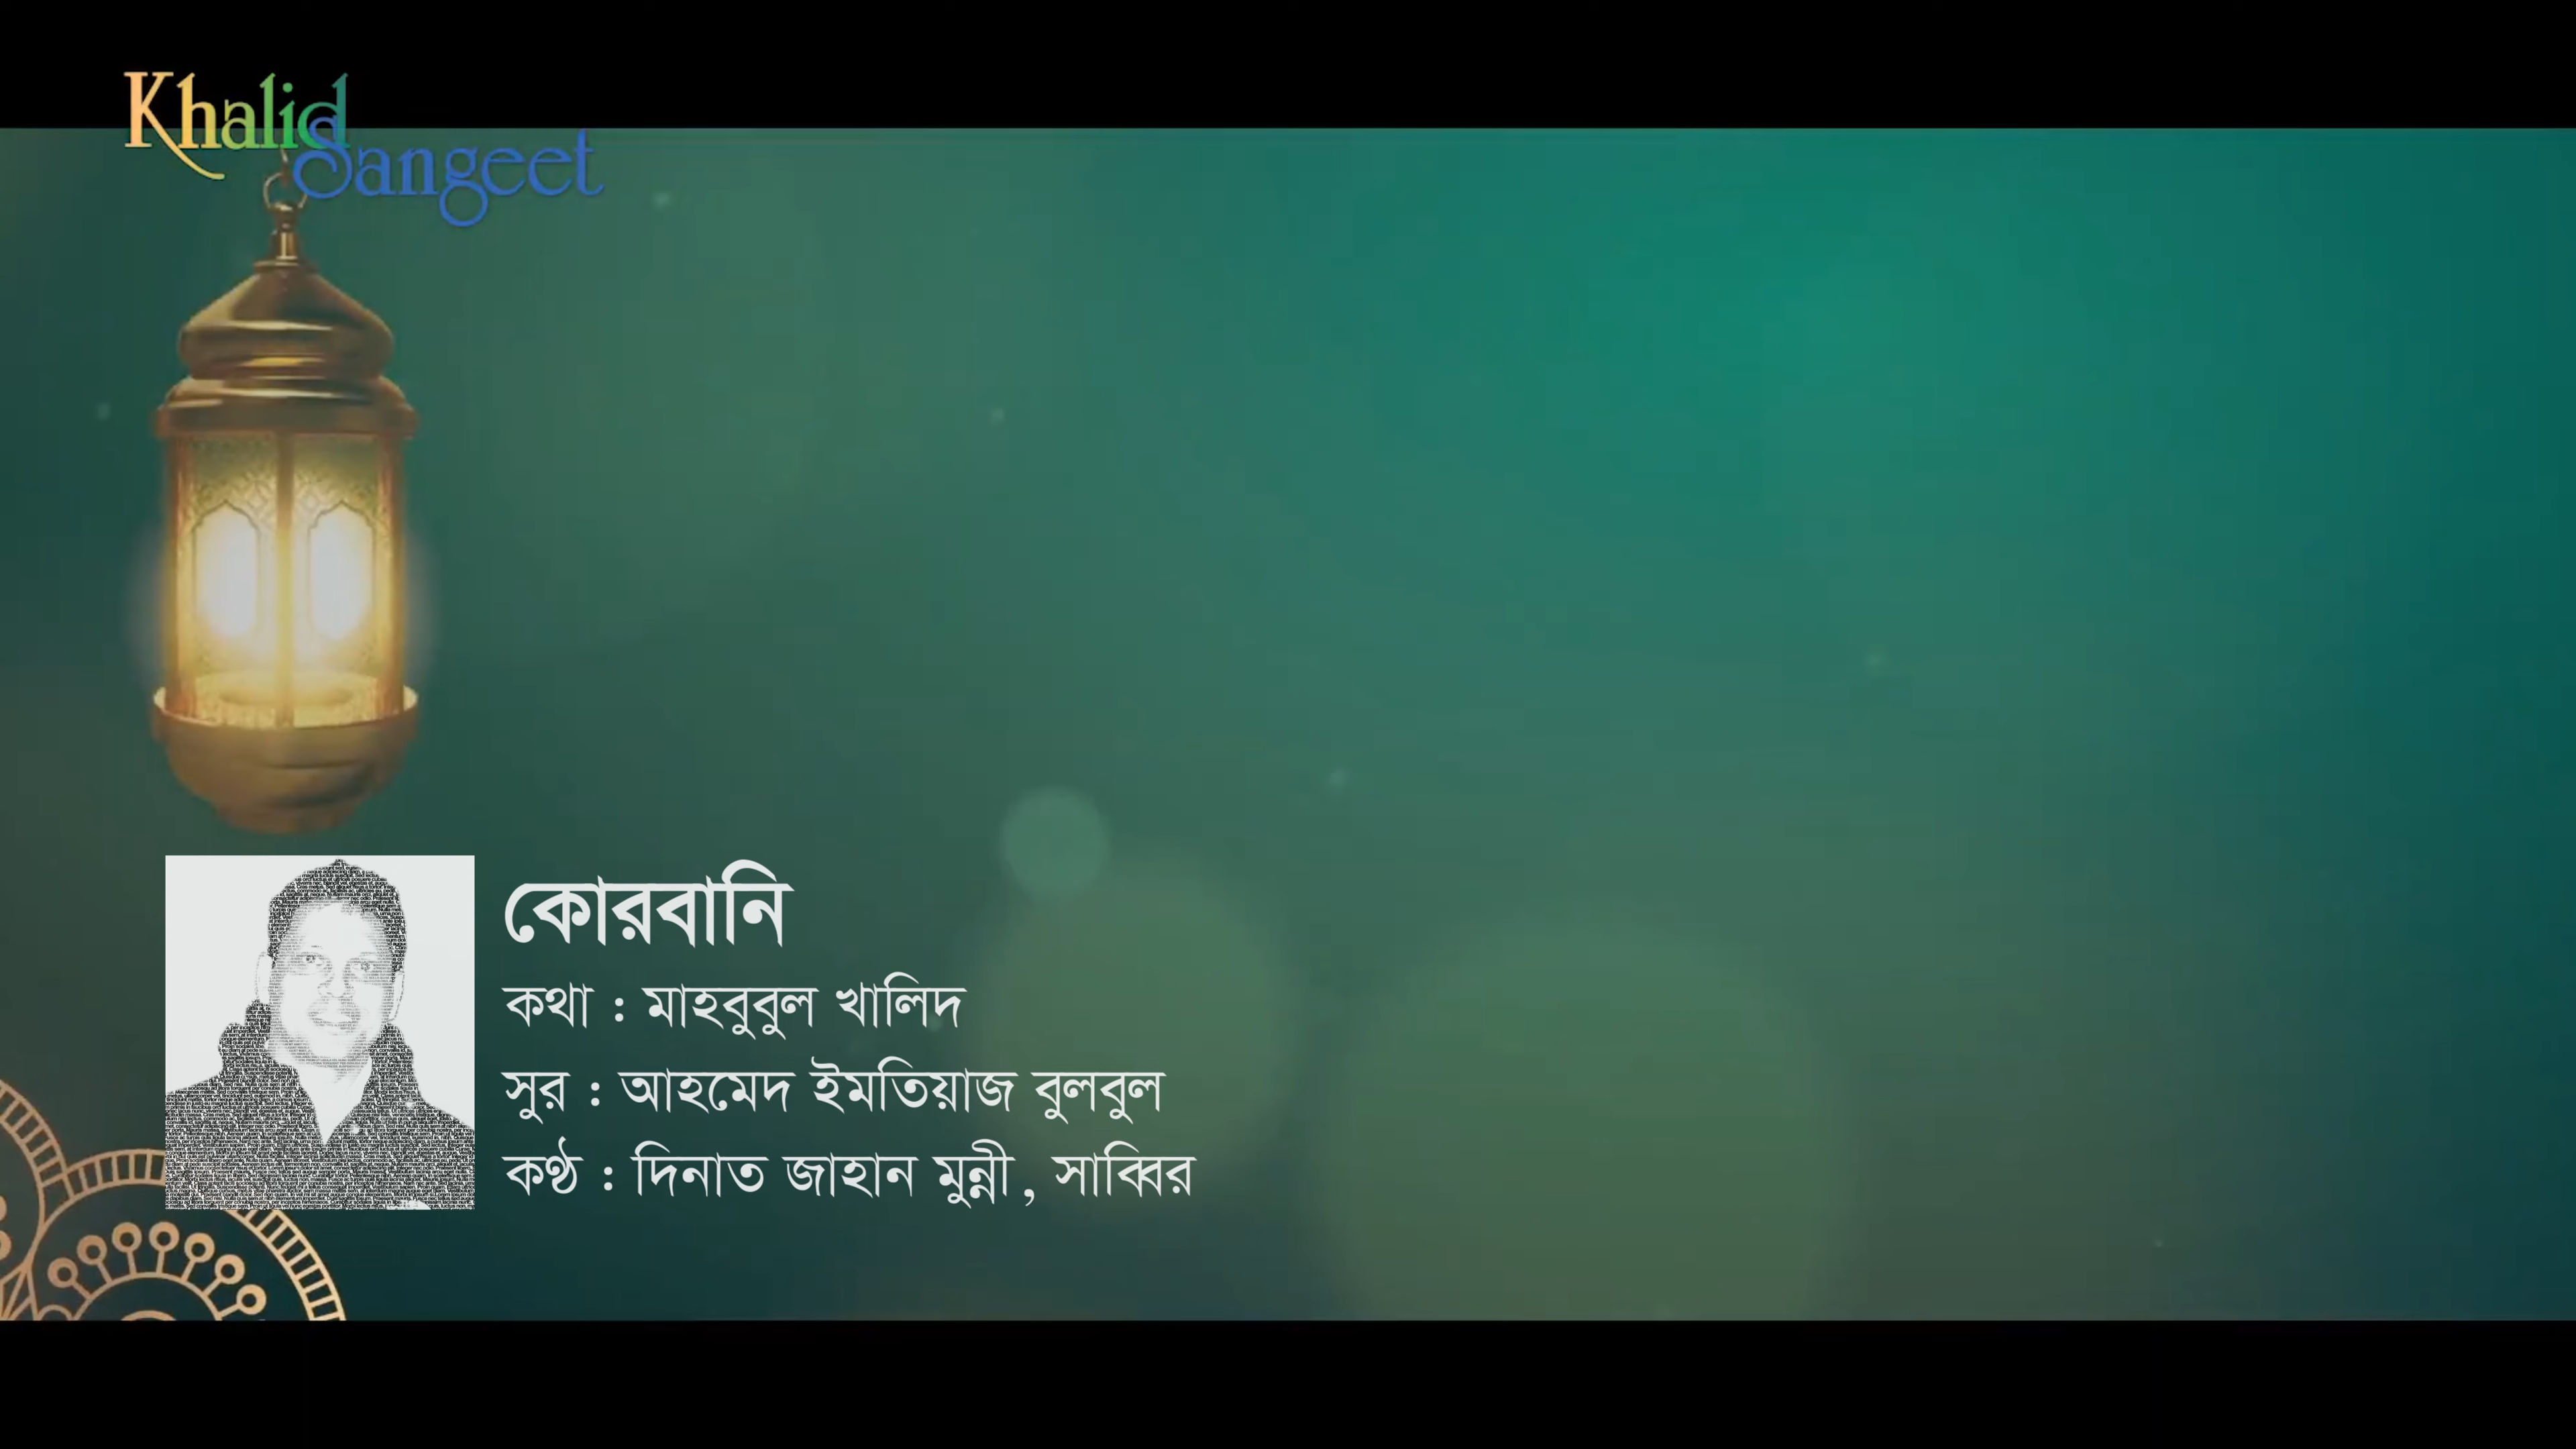 Khalid
Sangeet
কোরবানি
কথা : মাহবুবুল খালিদ
সুর : আহমেদ ইমতিয়াজ বুলবুল
কণ্ঠ : দিনাত জাহান মুন্নী, সাব্বির